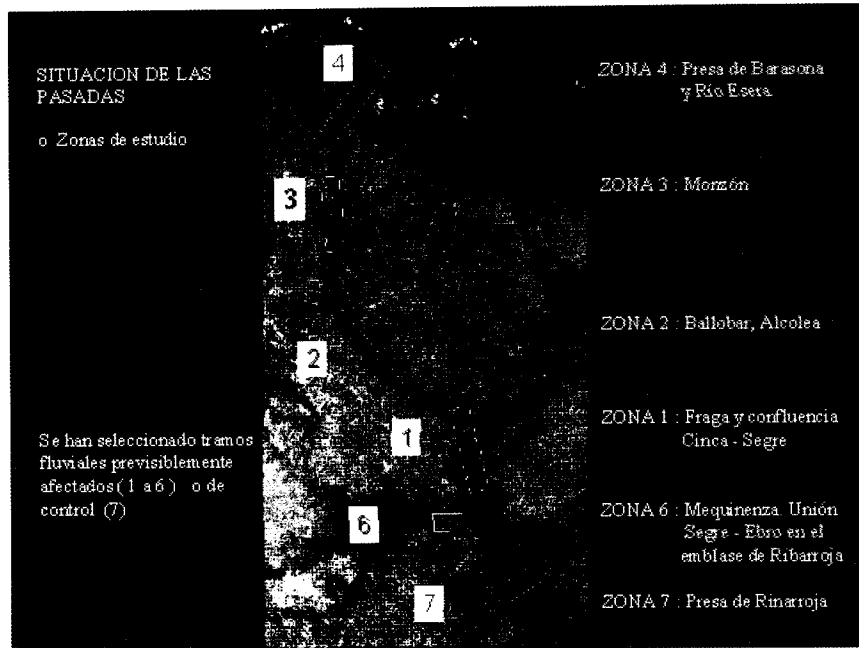 SITUACION DE LAS
PASADAS
o Zonas de estudio
Se han seleccionado tramos
fluviales previsiblemente
afectados ( 1 a 6 ) o de
control (7)
4
3
2
1
6
7
ZONA 4 : Presa de Barasona
y Río Esera
ZONA 3 : Monzón
ZONA 2 : Ballobar, Alcolea
ZONA 1 : Fraga y confluencia
Cinca - Segre
ZONA 6 : Mequinenza. Unión
Segre - Ebro en el
emblase de Ribarroja
ZONA 7 : Presa de Rinarroja